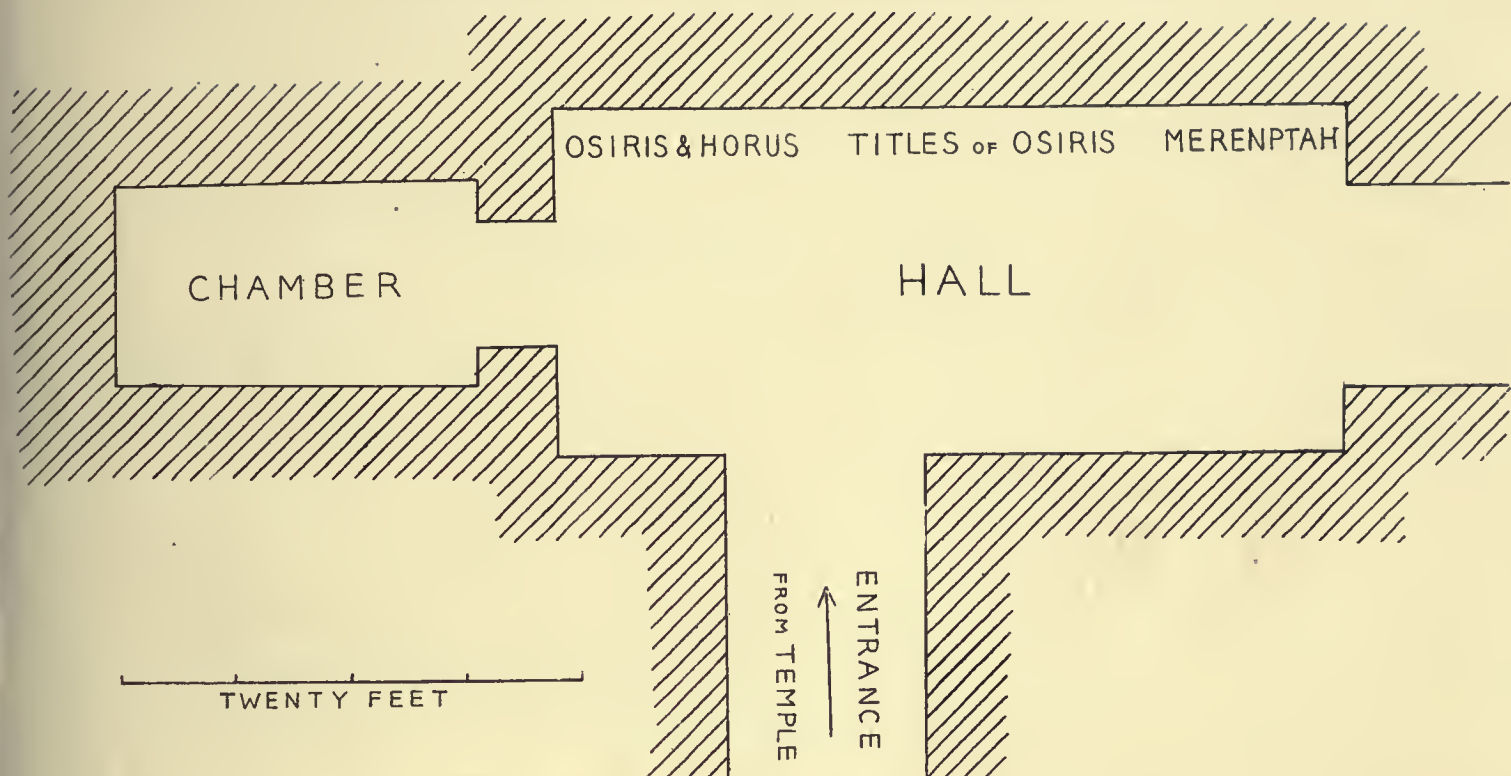 OSIRIS & HORUS TITLES OF OSIRIS MERENPTAH
CHAMBER
HALL
ENTRANCE
FROM TEMPLE
TWENTY FEET